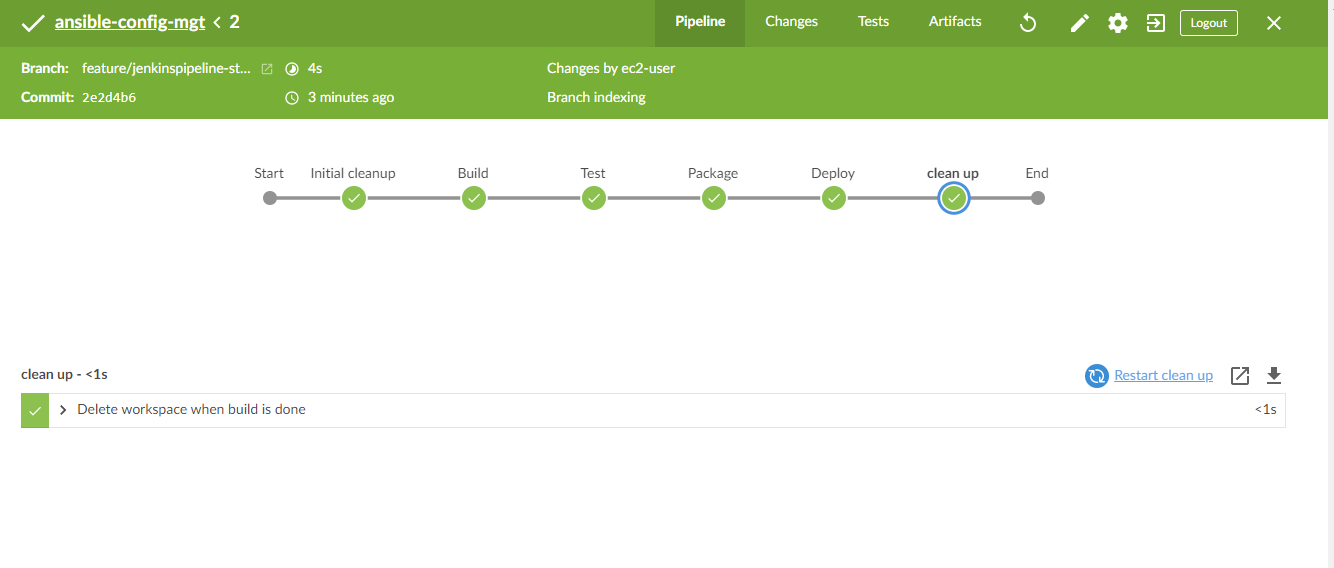 ansible-config-mgt < 2 Pipeline Changes Tests Artifacts Logout
Branch: feature/jenkinspipeline-st... 4s Changes by ec2-user
Commit: 2e2d4b6 3 minutes ago Branch indexing
Start Initial cleanup Build Test Package Deploy clean up End
clean up - <1s Restart clean up
Delete workspace when build is done <1s